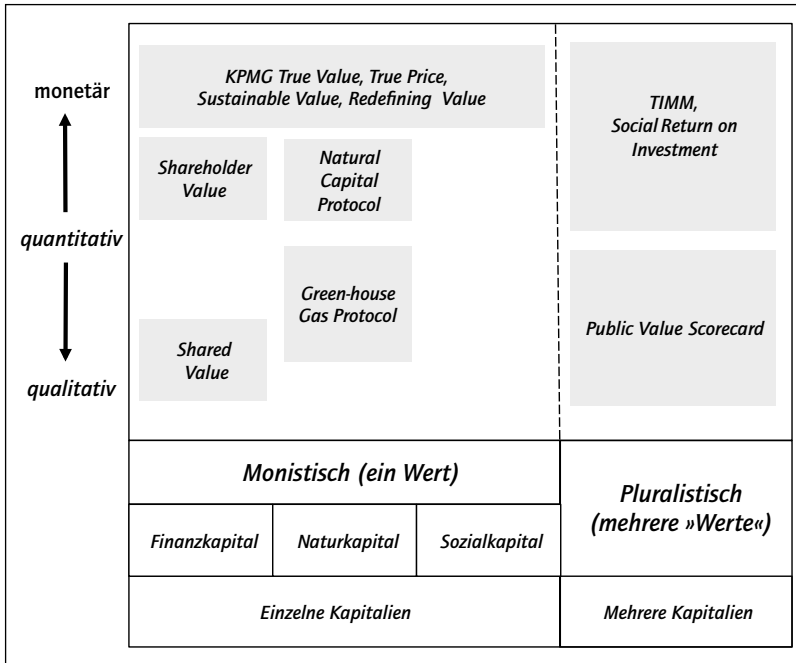 KPMG True Value, True Price,
Sustainable Value, Redefining Value
monetär
TIMM,
Social Return on
Investment
Shareholder
Value
Natural
Capital
Protocol
quantitativ
Green-house
Gas Protocol
Public Value Scorecard
Shared
Value
qualitativ
Monistisch (ein Wert)
Pluralistisch
(mehrere »Werte«)
Finanzkapital
Naturkapital
Sozialkapital
Einzelne Kapitalien
Mehrere Kapitalien